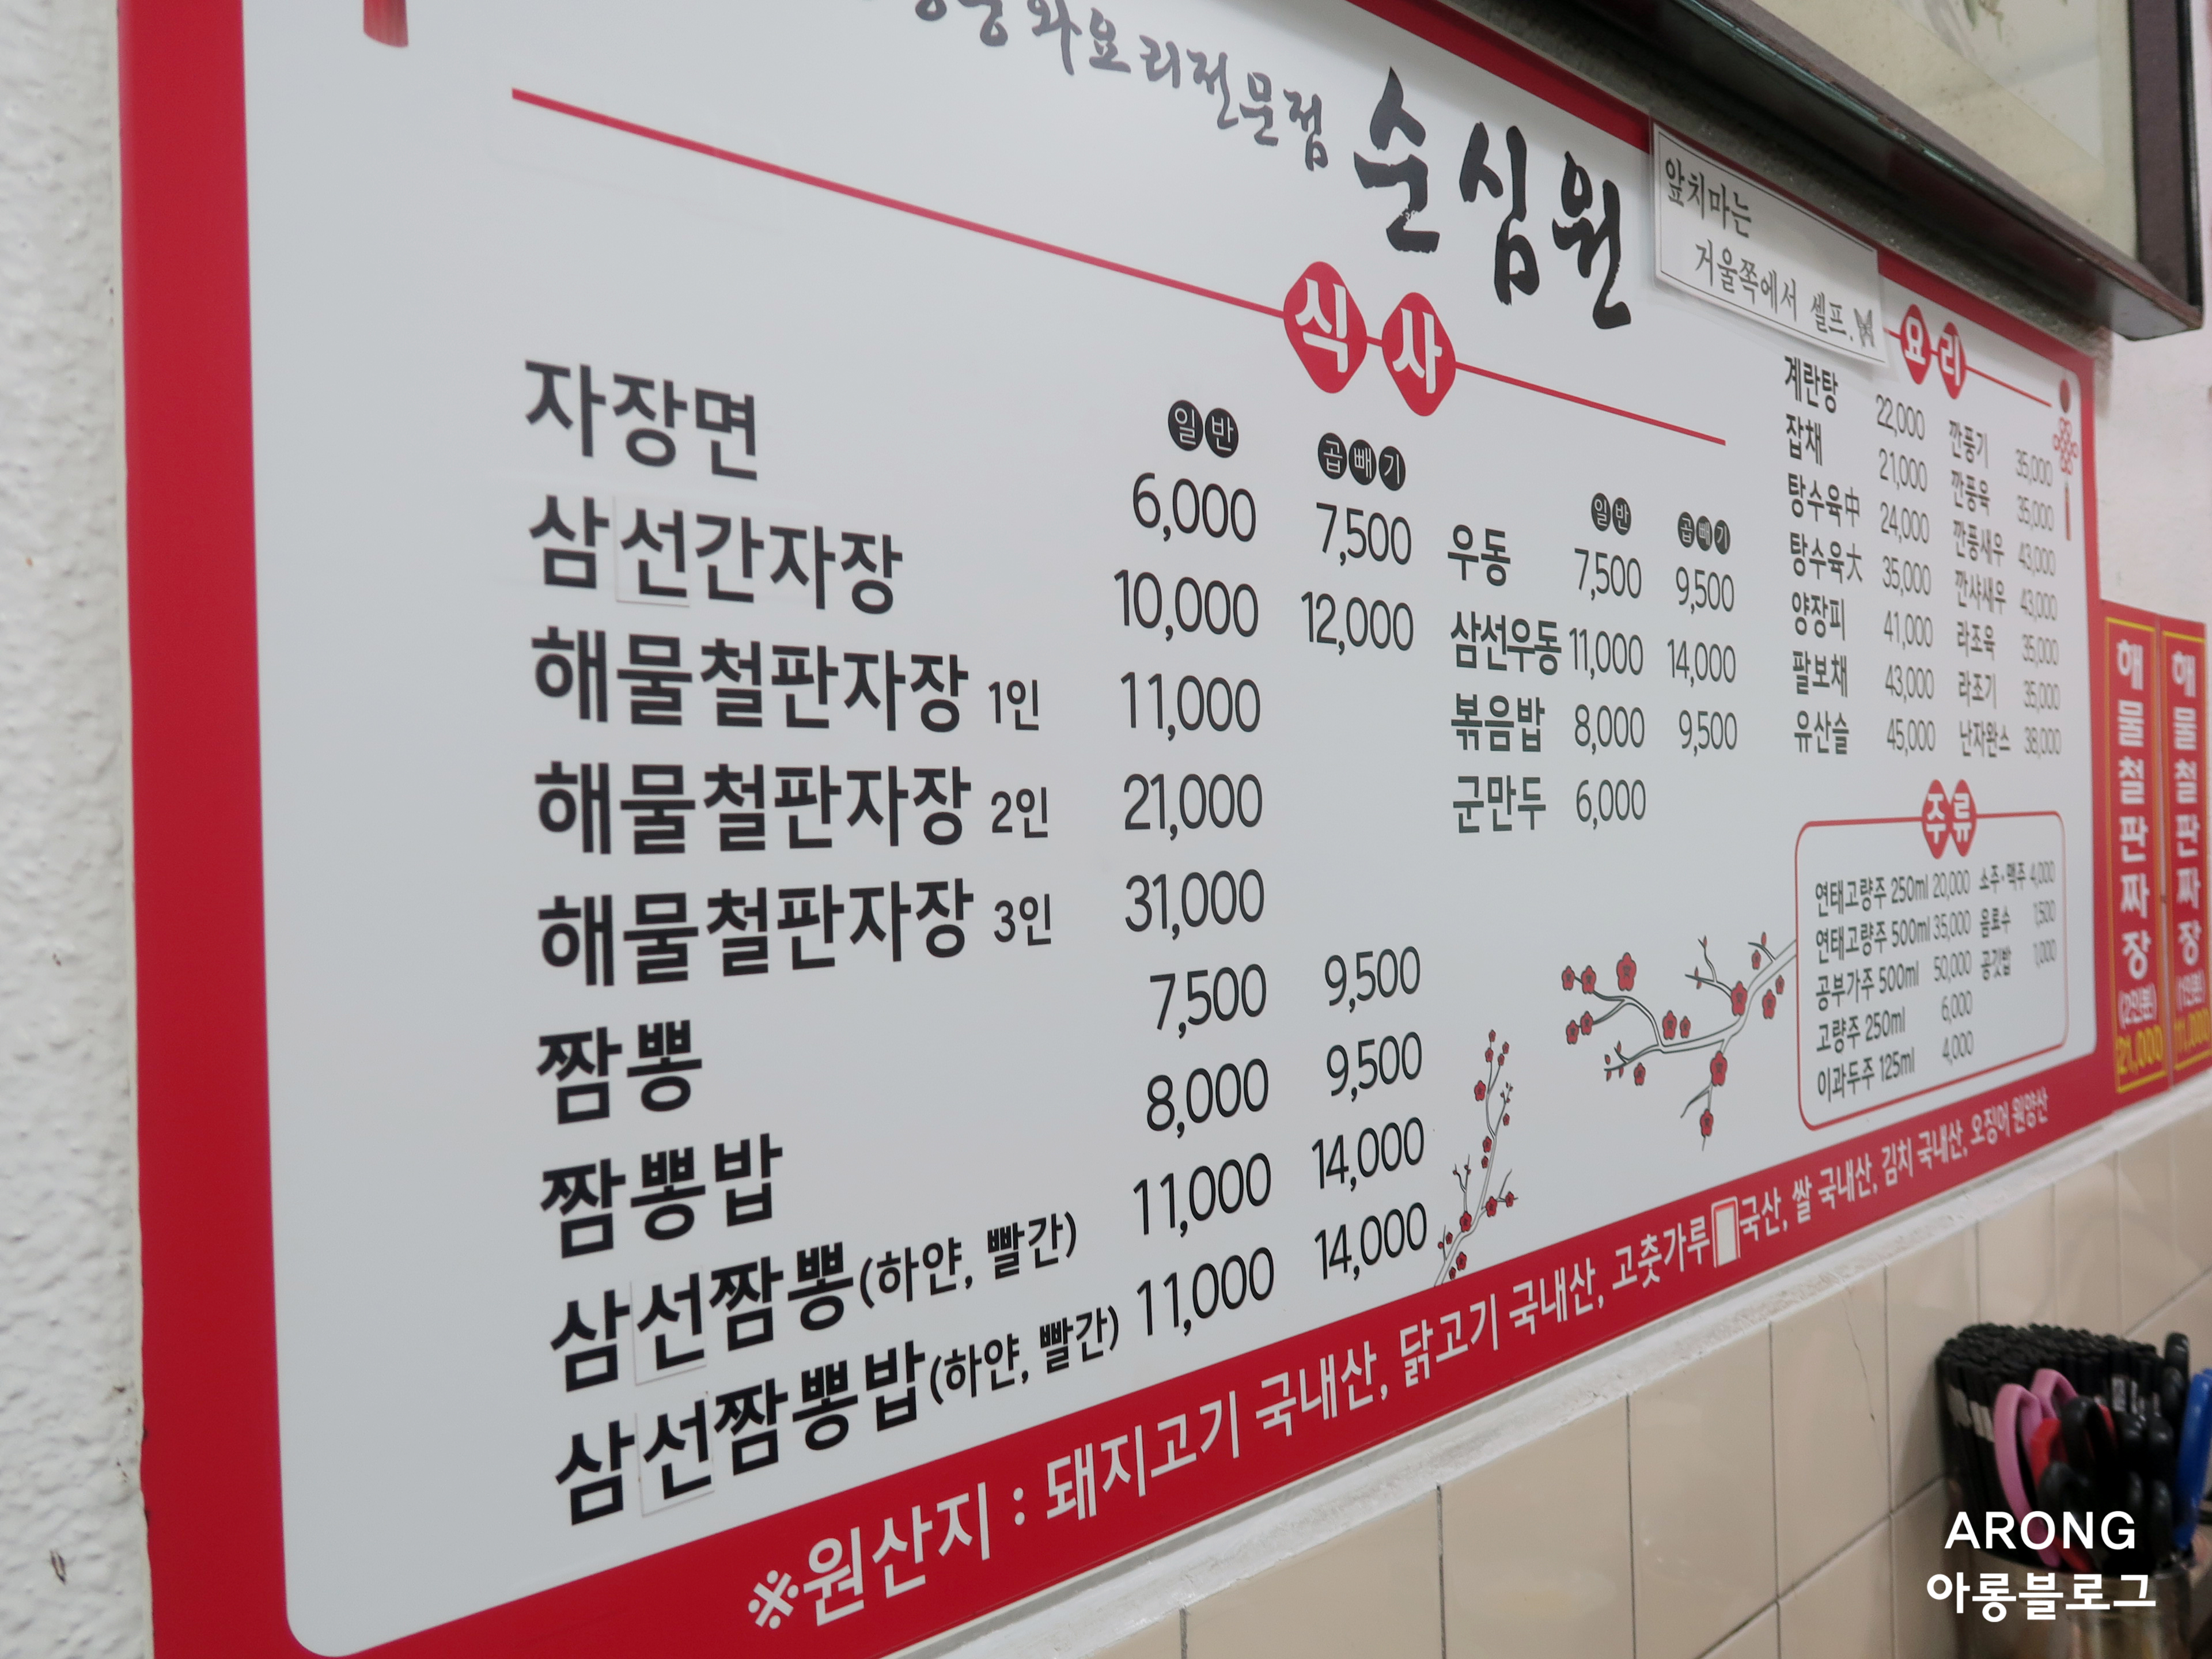 화요리전문점 순심원
앞치마는
거울쪽에서 셀프.
식사
일반 곱빼기
자장면 6,000 7,500
삼선간자장 10,000 12,000
해물철판자장 1인 11,000
해물철판자장 2인 21,000
해물철판자장 3인 31,000
짬뽕 7,500 9,500
짬뽕밥 8,000 9,500
삼선짬뽕(하얀, 빨간) 11,000 14,000
삼선짬뽕밥(하얀, 빨간) 11,000 14,000
일반 곱빼기
우동 7,500 9,500
삼선우동 11,000 14,000
볶음밥 8,000 9,500
군만두 6,000
요리
계란탕 22,000 깐풍기 35,000
잡채 21,000 깐풍육 35,000
탕수육中 24,000 깐풍새우 43,000
탕수육大 35,000 깐샤새우 43,000
양장피 41,000 라조육 35,000
팔보채 43,000 라조기 35,000
유산슬 45,000 난자완스 38,000
주류
연태고량주 250ml 20,000 소주·맥주 4,000
연태고량주 500ml 35,000 음료수 1,500
공부가주 500ml 50,000 공깃밥 1,000
고량주 250ml 6,000
이과두주 125ml 4,000
※원산지 : 돼지고기 국내산, 닭고기 국내산, 고춧가루 국산, 쌀 국내산, 김치 국내산, 오징어 원양산
해물철판짜장 (2인분) 21,000
해물철판짜장 (1인분) 11,000
ARONG
아롱블로그